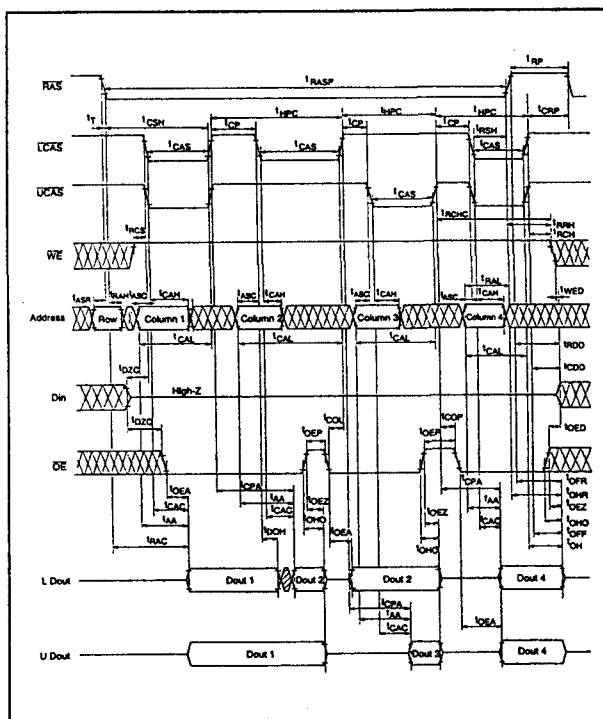 tRP
RAS
tRASP
tT tCSH tHPC tHPC tHPC tCRP
tCP tCP tCP tRSH
LCAS
tCAS tCAS tCAS
UCAS
tCAS
tRCHC
tRRH
tRCS tRCH
WE
tRAL tWED
tASR tRAH tASC tCAH tASC tCAH tASC tCAH tASC tCAH
Address Row Column 1 Column 2 Column 3 Column 4
tCAL tCAL tCAL tCAL tRDD
tDZC tCDD
High-Z
Din
tDZO tCOL tCOP tOED
tOEP tOEP
OE
tOEA tCPA tCPA tOFR
tCAC tAA tOEZ tOEZ tAA tOHR
tAA tCAC tOHO tOHO tCAC tOEZ
tRAC tDOH tOEA tOHO
tOFF
tOH
L Dout Dout 1 Dout 2 Dout 2 Dout 4
tCPA
tAA
tCAC tOEA
U Dout Dout 1 Dout 3 Dout 4